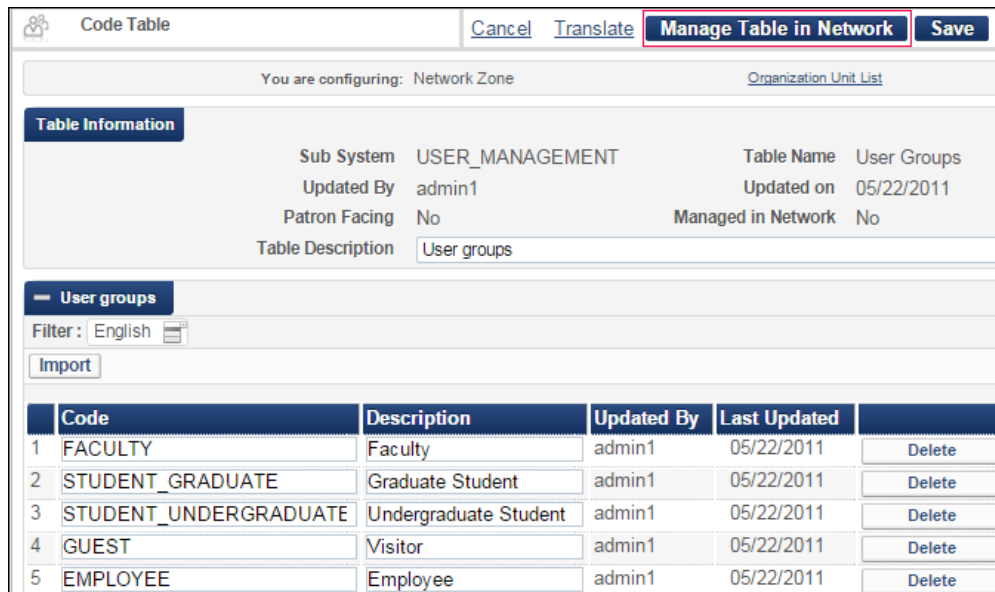 Code Table Cancel Translate Manage Table in Network Save
You are configuring: Network Zone Organization Unit List
Table Information
Sub System USER_MANAGEMENT Table Name User Groups
Updated By admin1 Updated on 05/22/2011
Patron Facing No Managed in Network No
Table Description User groups
User groups
Filter : English
Import
Code Description Updated By Last Updated
1 FACULTY Faculty admin1 05/22/2011 Delete
2 STUDENT_GRADUATE Graduate Student admin1 05/22/2011 Delete
3 STUDENT_UNDERGRADUATE Undergraduate Student admin1 05/22/2011 Delete
4 GUEST Visitor admin1 05/22/2011 Delete
5 EMPLOYEE Employee admin1 05/22/2011 Delete